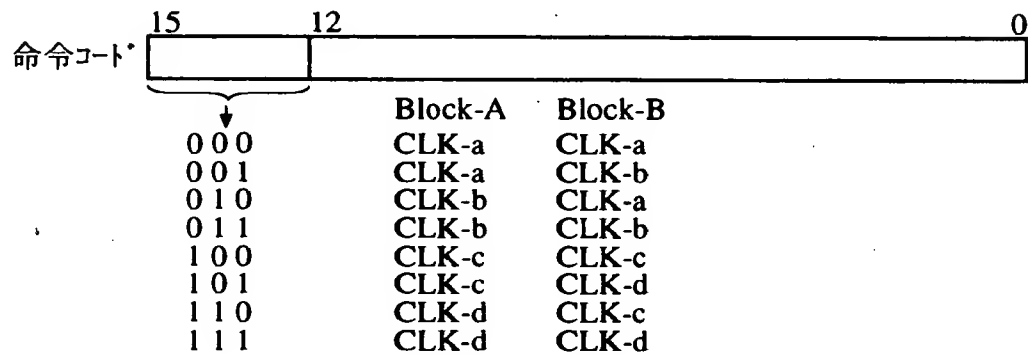 15 12 0
命令コード
Block-A Block-B
0 0 0 CLK-a CLK-a
0 0 1 CLK-a CLK-b
0 1 0 CLK-b CLK-a
0 1 1 CLK-b CLK-b
1 0 0 CLK-c CLK-c
1 0 1 CLK-c CLK-d
1 1 0 CLK-d CLK-c
1 1 1 CLK-d CLK-d